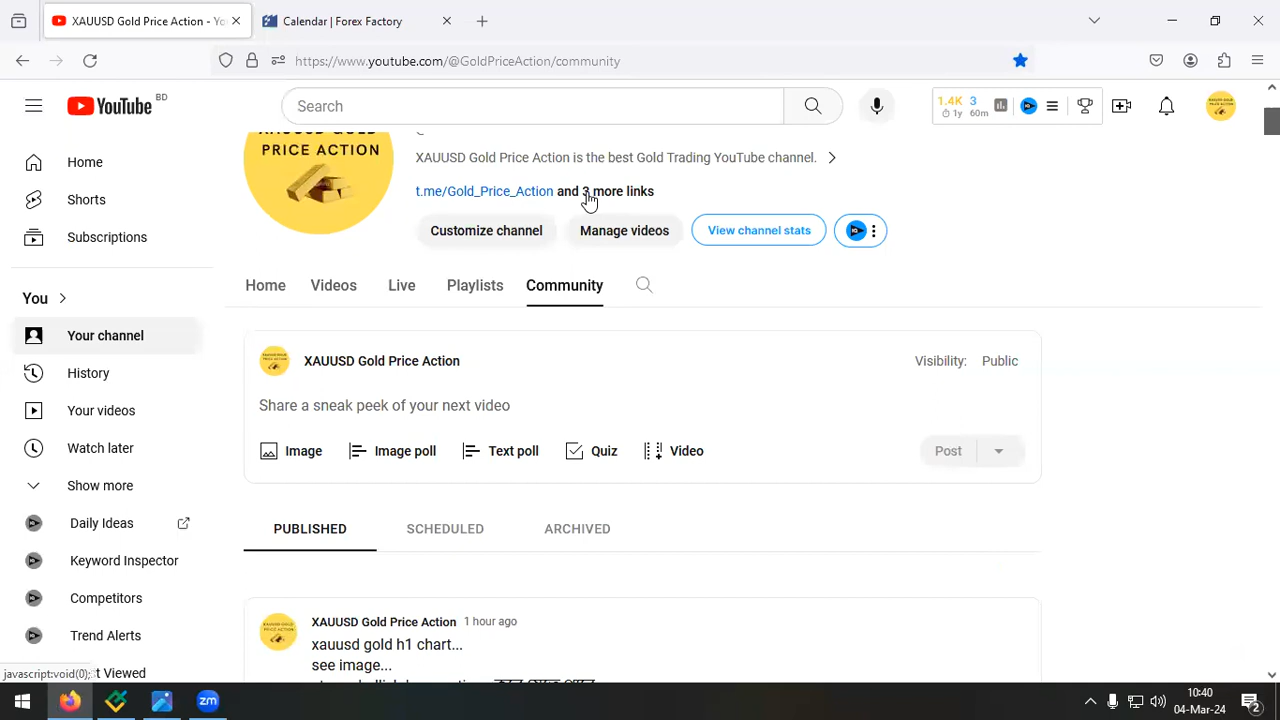 XAUUSD Gold Price Action - Yo
Calendar | Forex Factory
https://www.youtube.com/@GoldPriceAction/community
YouTube BD
Search
1.4K 3
1y 60m
PRICE ACTION
XAUUSD Gold Price Action is the best Gold Trading YouTube channel.
t.me/Gold_Price_Action and 3 more links
Customize channel
Manage videos
View channel stats
Home
Videos
Live
Playlists
Community
Home
Shorts
Subscriptions
You
Your channel
History
Your videos
Watch later
Show more
Daily Ideas
Keyword Inspector
Competitors
Trend Alerts
t Viewed
XAUUSD Gold Price Action
Visibility: Public
Share a sneak peek of your next video
Image
Image poll
Text poll
Quiz
Video
Post
PUBLISHED
SCHEDULED
ARCHIVED
XAUUSD Gold Price Action 1 hour ago
xauusd gold h1 chart...
see image...
javascript:void(0);
zm
10:40
04-Mar-24
2